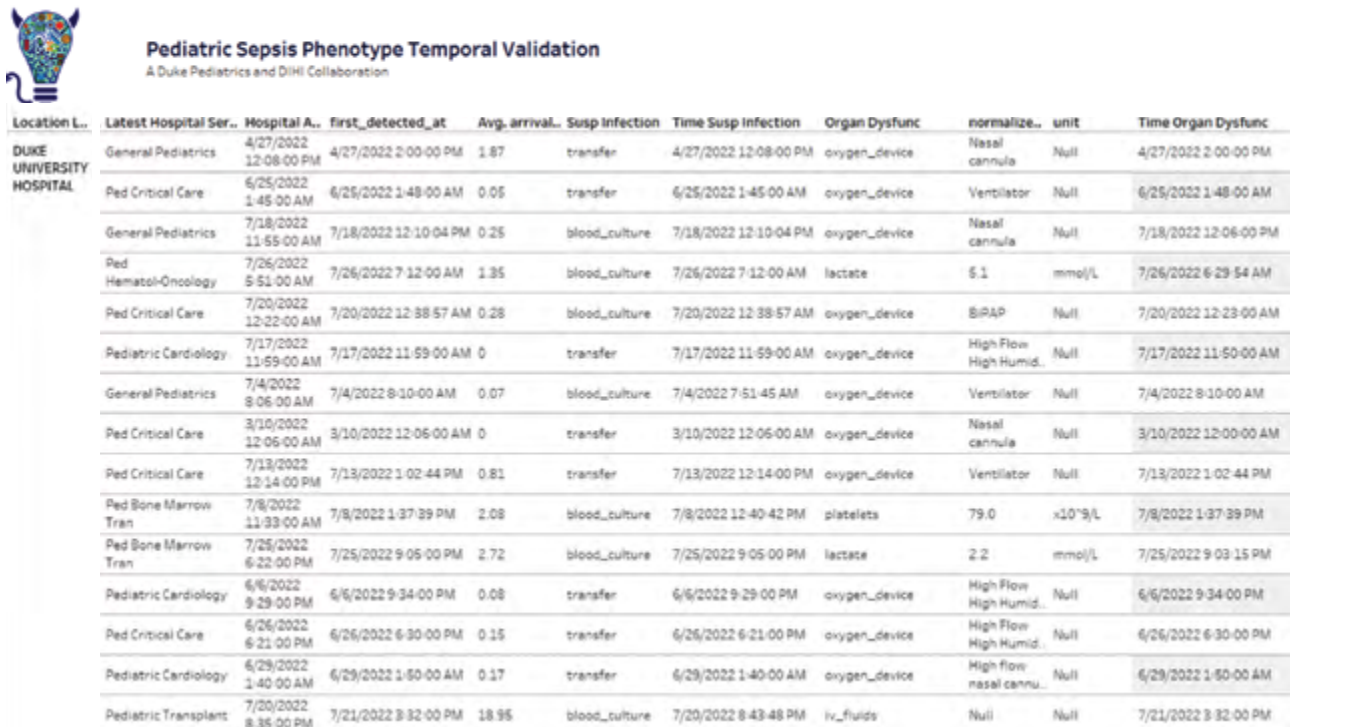 Pediatric Sepsis Phenotype Temporal Validation
A Duke Pediatrics and DIHI Collaboration
Location L.. Latest Hospital Ser.. Hospital A.. first_detected_at Avg. arrival.. Susp Infection Time Susp Infection Organ Dysfunc normalize.. unit Time Organ Dysfunc
DUKE UNIVERSITY HOSPITAL
General Pediatrics 4/27/2022 12:08:00 PM 4/27/2022 2:00:00 PM 1.87 transfer 4/27/2022 12:08:00 PM oxygen_device Nasal cannula Null 4/27/2022 2:00:00 PM
Ped Critical Care 6/25/2022 1:45:00 AM 6/25/2022 1:48:00 AM 0.05 transfer 6/25/2022 1:45:00 AM oxygen_device Ventilator Null 6/25/2022 1:48:00 AM
General Pediatrics 7/18/2022 11:55:00 AM 7/18/2022 12:10:04 PM 0.25 blood_culture 7/18/2022 12:10:04 PM oxygen_device Nasal cannula Null 7/18/2022 12:06:00 PM
Ped Hematol-Oncology 7/26/2022 5:51:00 AM 7/26/2022 7:12:00 AM 1.35 blood_culture 7/26/2022 7:12:00 AM lactate 5.1 mmol/L 7/26/2022 6:29:54 AM
Ped Critical Care 7/20/2022 12:22:00 AM 7/20/2022 12:38:57 AM 0.28 blood_culture 7/20/2022 12:38:57 AM oxygen_device BiPAP Null 7/20/2022 12:23:00 AM
Pediatric Cardiology 7/17/2022 11:59:00 AM 7/17/2022 11:59:00 AM 0 transfer 7/17/2022 11:59:00 AM oxygen_device High Flow High Humid.. Null 7/17/2022 11:50:00 AM
General Pediatrics 7/4/2022 8:06:00 AM 7/4/2022 8:10:00 AM 0.07 blood_culture 7/4/2022 7:51:45 AM oxygen_device Ventilator Null 7/4/2022 8:10:00 AM
Ped Critical Care 3/10/2022 12:06:00 AM 3/10/2022 12:06:00 AM 0 transfer 3/10/2022 12:06:00 AM oxygen_device Nasal cannula Null 3/10/2022 12:00:00 AM
Ped Critical Care 7/13/2022 12:14:00 PM 7/13/2022 1:02:44 PM 0.81 transfer 7/13/2022 12:14:00 PM oxygen_device Ventilator Null 7/13/2022 1:02:44 PM
Ped Bone Marrow Tran 7/8/2022 11:33:00 AM 7/8/2022 1:37:39 PM 2.08 blood_culture 7/8/2022 12:40:42 PM platelets 79.0 x10^9/L 7/8/2022 1:37:39 PM
Ped Bone Marrow Tran 7/25/2022 6:22:00 PM 7/25/2022 9:05:00 PM 2.72 blood_culture 7/25/2022 9:05:00 PM lactate 2.2 mmol/L 7/25/2022 9:03:15 PM
Pediatric Cardiology 6/6/2022 9:29:00 PM 6/6/2022 9:34:00 PM 0.08 transfer 6/6/2022 9:29:00 PM oxygen_device High Flow High Humid.. Null 6/6/2022 9:34:00 PM
Ped Critical Care 6/26/2022 6:21:00 PM 6/26/2022 6:30:00 PM 0.15 transfer 6/26/2022 6:21:00 PM oxygen_device High Flow High Humid.. Null 6/26/2022 6:30:00 PM
Pediatric Cardiology 6/29/2022 1:40:00 AM 6/29/2022 1:50:00 AM 0.17 transfer 6/29/2022 1:40:00 AM oxygen_device High flow nasal cannu.. Null 6/29/2022 1:50:00 AM
Pediatric Transplant 7/20/2022 8:35:00 PM 7/21/2022 3:32:00 PM 18.95 blood_culture 7/20/2022 8:43:48 PM iv_fluids Null Null 7/21/2022 3:32:00 PM